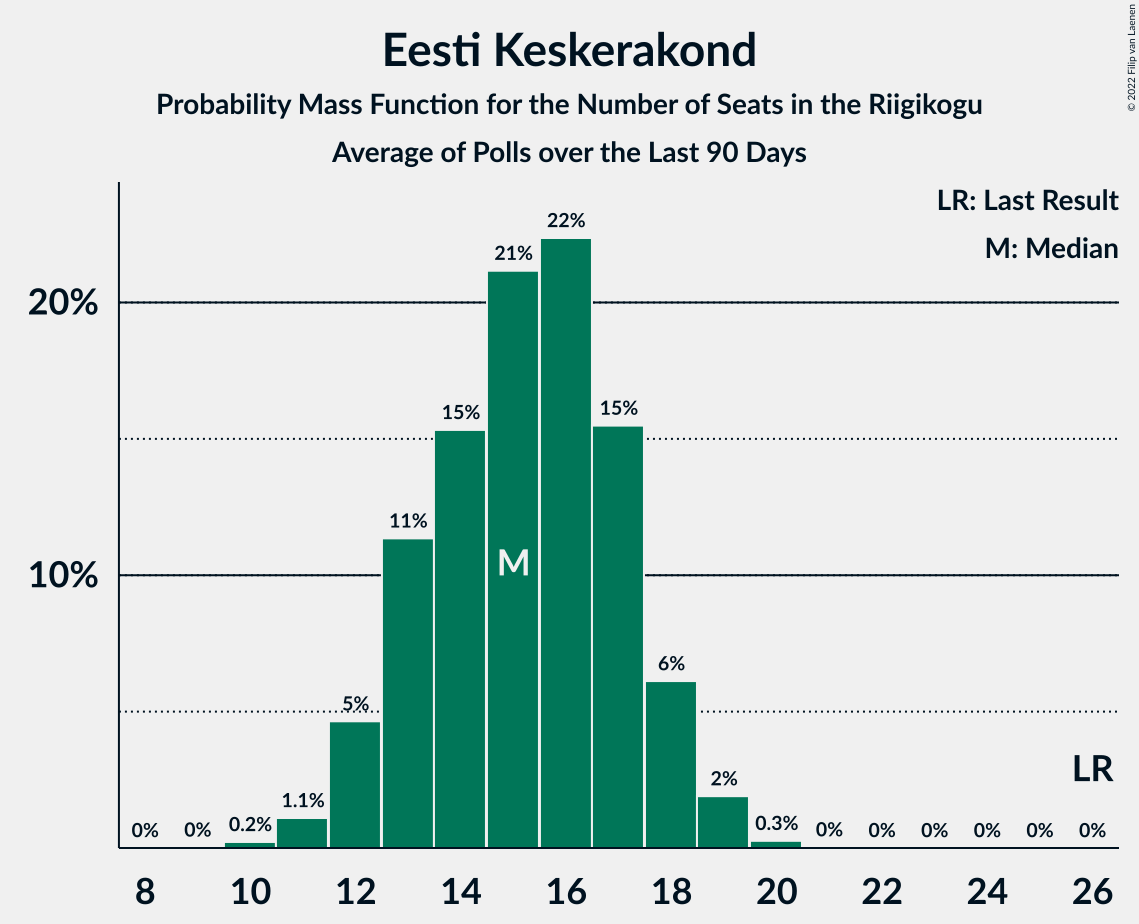 Eesti Keskerakond
Probability Mass Function for the Number of Seats in the Riigikogu
Average of Polls over the Last 90 Days
© 2022 Filip van Laenen
LR: Last Result
M: Median
20%
10%
0%
0%
0.2%
1.1%
5%
11%
15%
21%
22%
15%
6%
2%
0.3%
0%
0%
0%
0%
0%
0%
M
LR
8 10 12 14 16 18 20 22 24 26